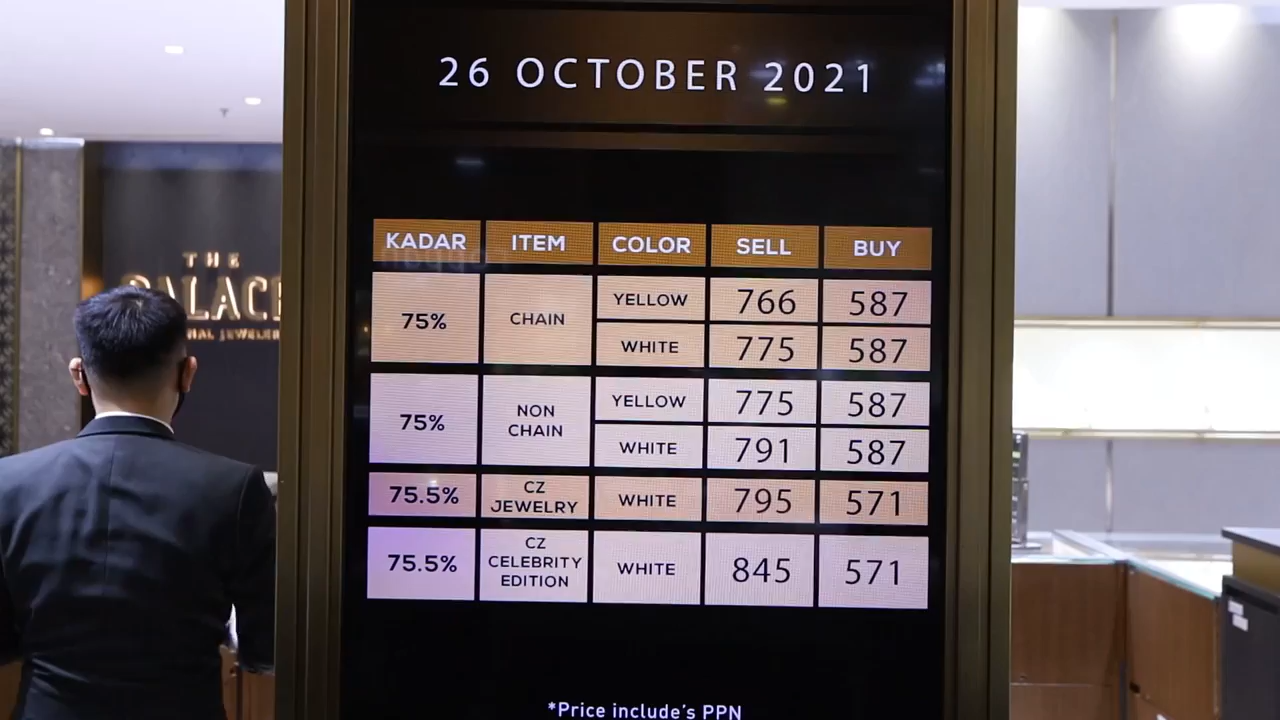 26 OCTOBER 2021
KADAR ITEM COLOR SELL BUY
75% CHAIN YELLOW 766 587
WHITE 775 587
75% NON CHAIN YELLOW 775 587
WHITE 791 587
75.5% CZ JEWELRY WHITE 795 571
75.5% CZ CELEBRITY EDITION WHITE 845 571
*Price include's PPN
THE